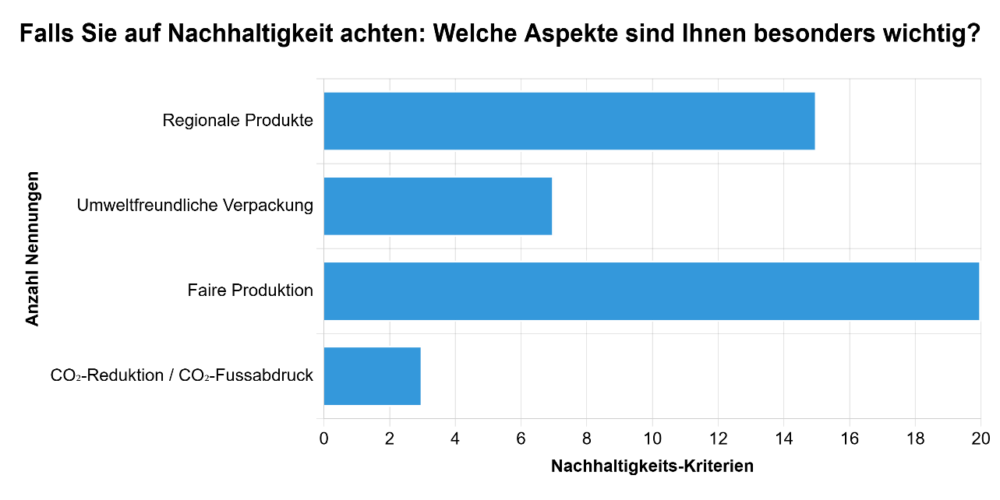 Falls Sie auf Nachhaltigkeit achten: Welche Aspekte sind Ihnen besonders wichtig?
Anzahl Nennungen
Regionale Produkte
Umweltfreundliche Verpackung
Faire Produktion
CO₂-Reduktion / CO₂-Fussabdruck
0 2 4 6 8 10 12 14 16 18 20
Nachhaltigkeits-Kriterien